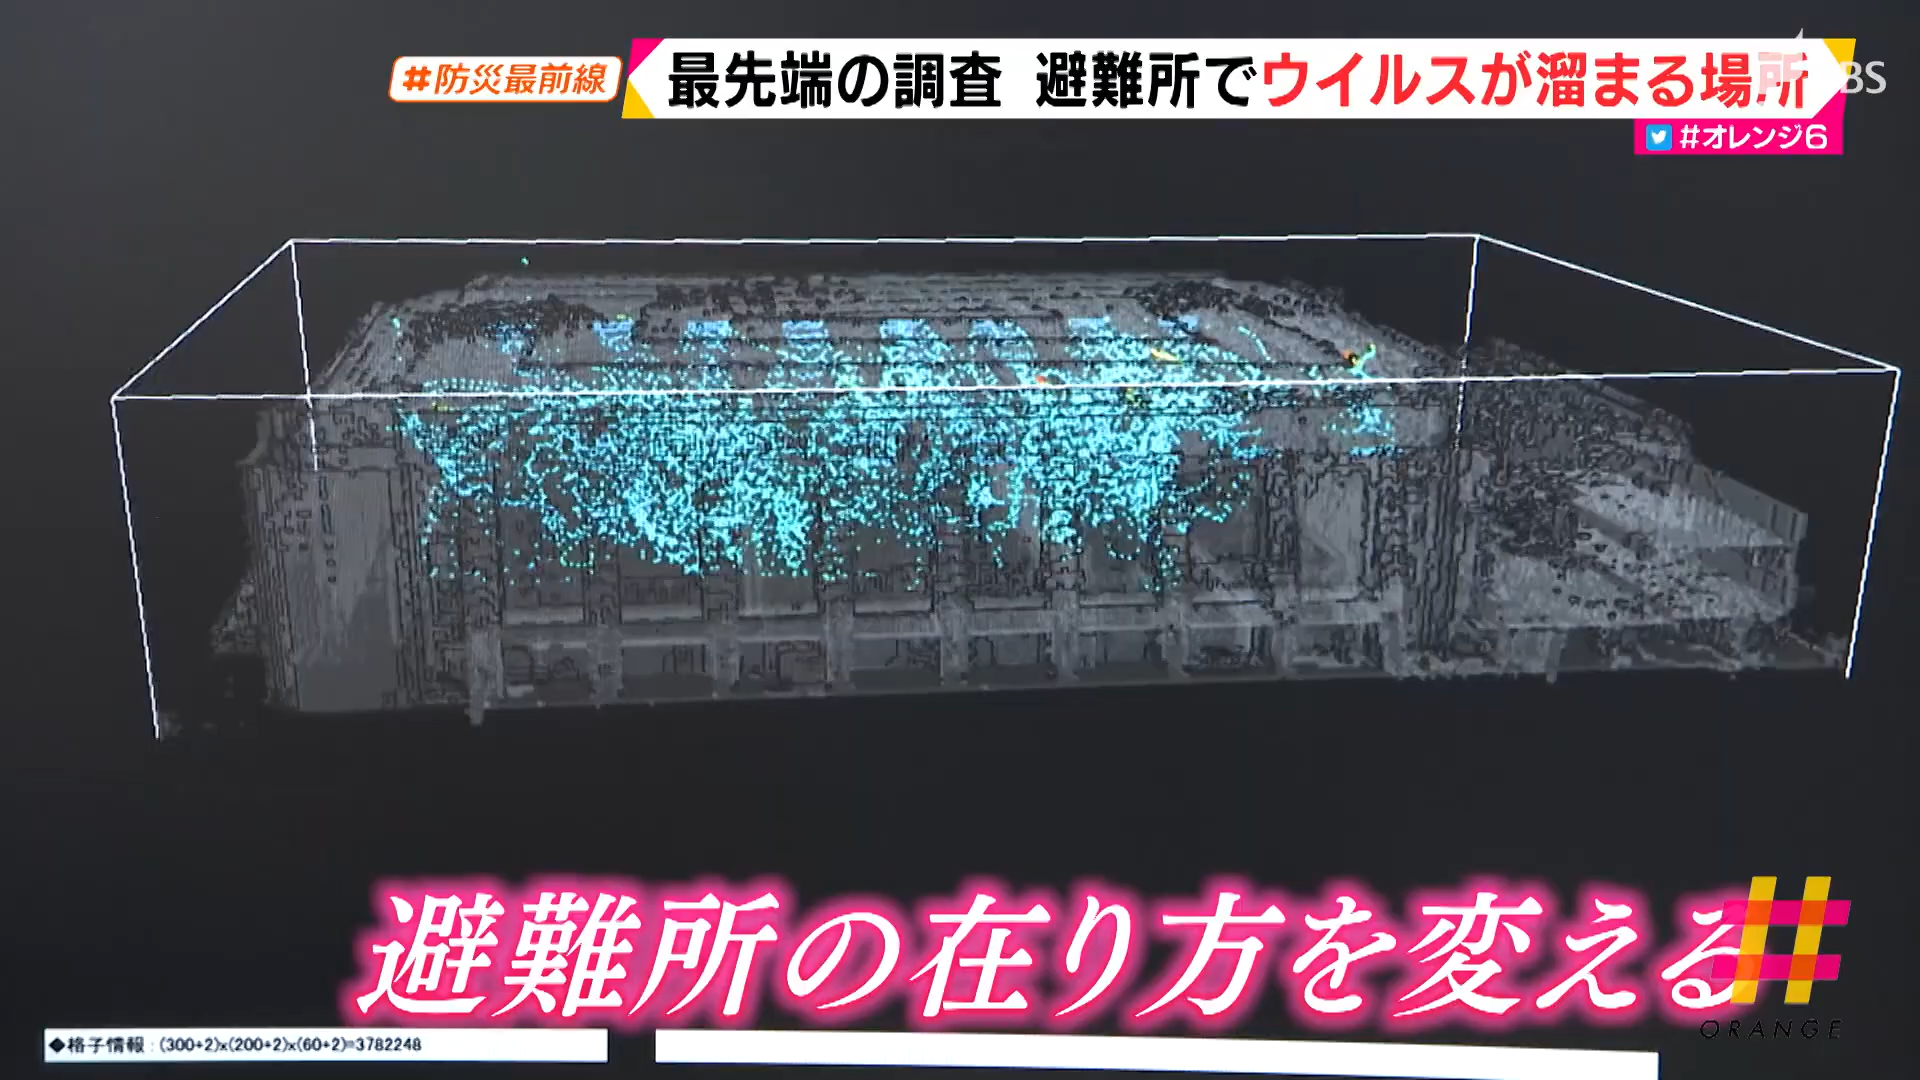 #防災最前線
最先端の調査 避難所でウイルスが溜まる場所
BS
#オレンジ6
避難所の在り方を変える
#
ORANGE
◆格子情報：(300+2)x(200+2)x(60+2)=3782248